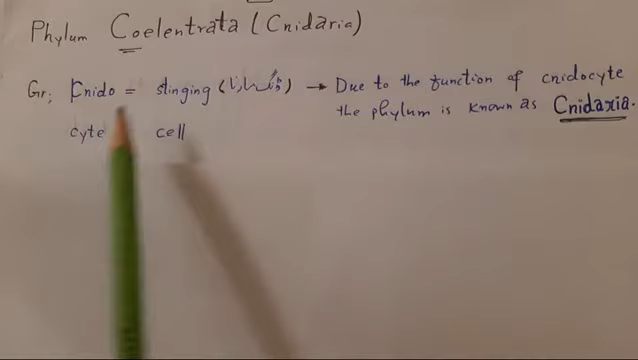 Phylum Coelentrata (Cnidaria)
Gr; Cnido = stinging → Due to the function of cnidocyte
the phylum is known as Cnidaria.
cyte cell